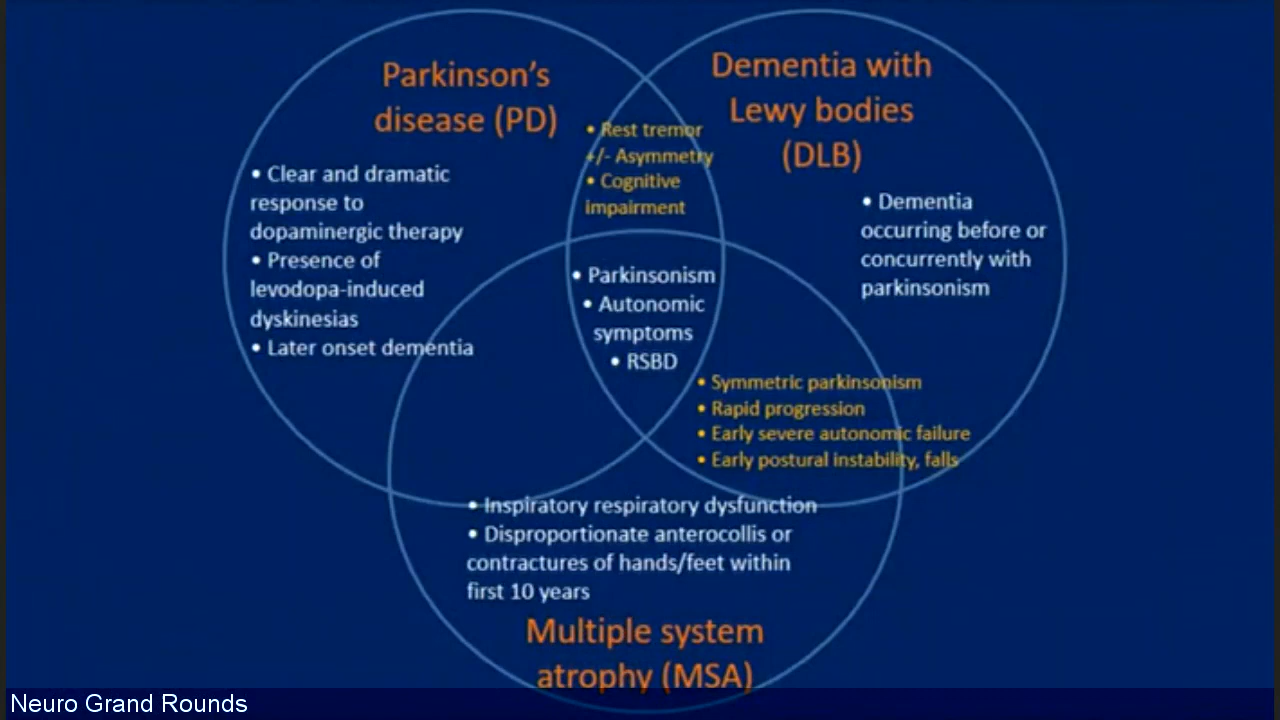 Parkinson's
disease (PD)
• Clear and dramatic
response to
dopaminergic therapy
• Presence of
levodopa-induced
dyskinesias
• Later onset dementia
• Rest tremor
+/- Asymmetry
• Cognitive
impairment
Dementia with
Lewy bodies
(DLB)
• Dementia
occurring before or
concurrently with
parkinsonism
• Parkinsonism
• Autonomic
symptoms
• RSBD
• Symmetric parkinsonism
• Rapid progression
• Early severe autonomic failure
• Early postural instability, falls
• Inspiratory respiratory dysfunction
• Disproportionate anterocollis or
contractures of hands/feet within
first 10 years
Multiple system
atrophy (MSA)
Neuro Grand Rounds